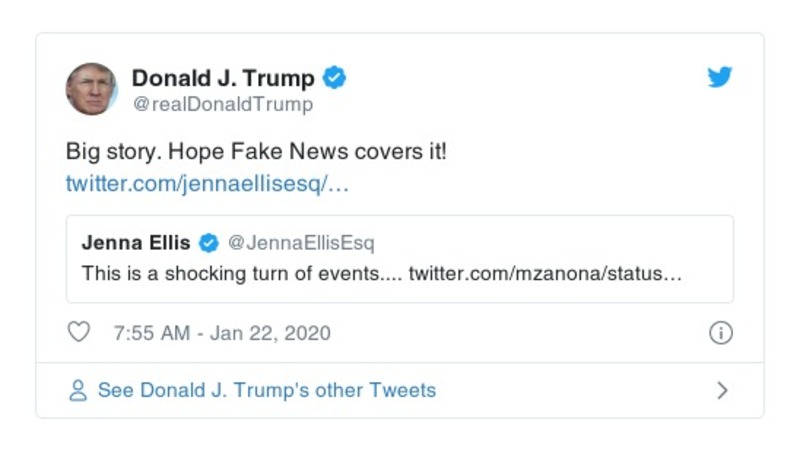 Donald J. Trump
@realDonaldTrump
Big story. Hope Fake News covers it!
twitter.com/jennaellisesq/…
Jenna Ellis @JennaEllisEsq
This is a shocking turn of events.... twitter.com/mzanona/status…
7:55 AM - Jan 22, 2020
See Donald J. Trump's other Tweets